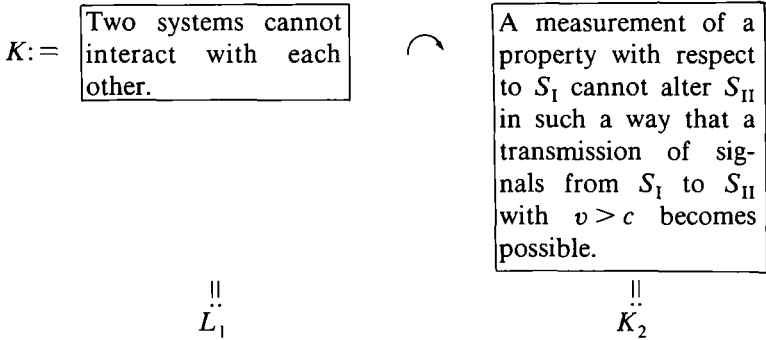 K: =
Two systems cannot
interact with each
other.
A measurement of a
property with respect
to S_I cannot alter S_II
in such a way that a
transmission of sig-
nals from S_I to S_II
with v > c becomes
possible.
L_1
K_2